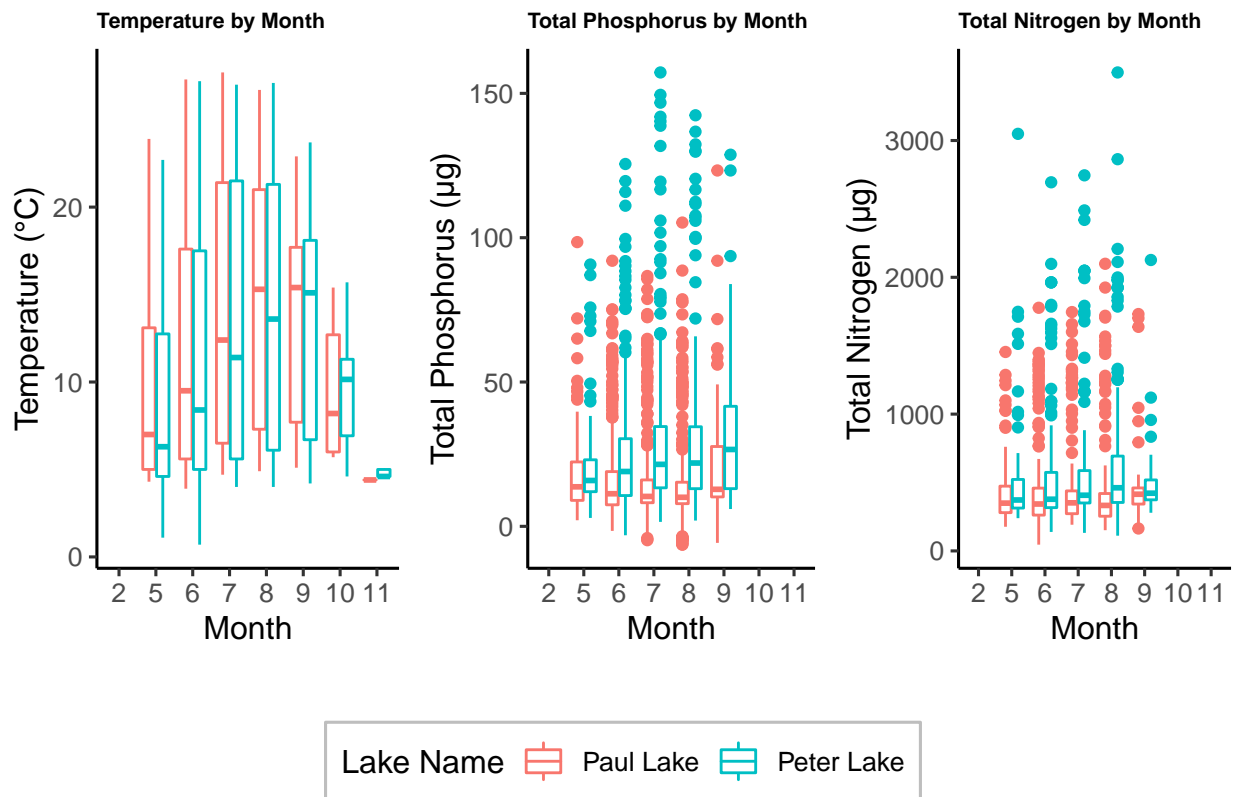 Temperature by Month
Total Phosphorus by Month
Total Nitrogen by Month
Temperature (°C)
20
10
0
2 5 6 7 8 9 10 11
Month
Total Phosphorus (µg)
150
100
50
0
2 5 6 7 8 9 10 11
Month
Total Nitrogen (µg)
3000
2000
1000
0
2 5 6 7 8 9 10 11
Month
Lake Name Paul Lake Peter Lake